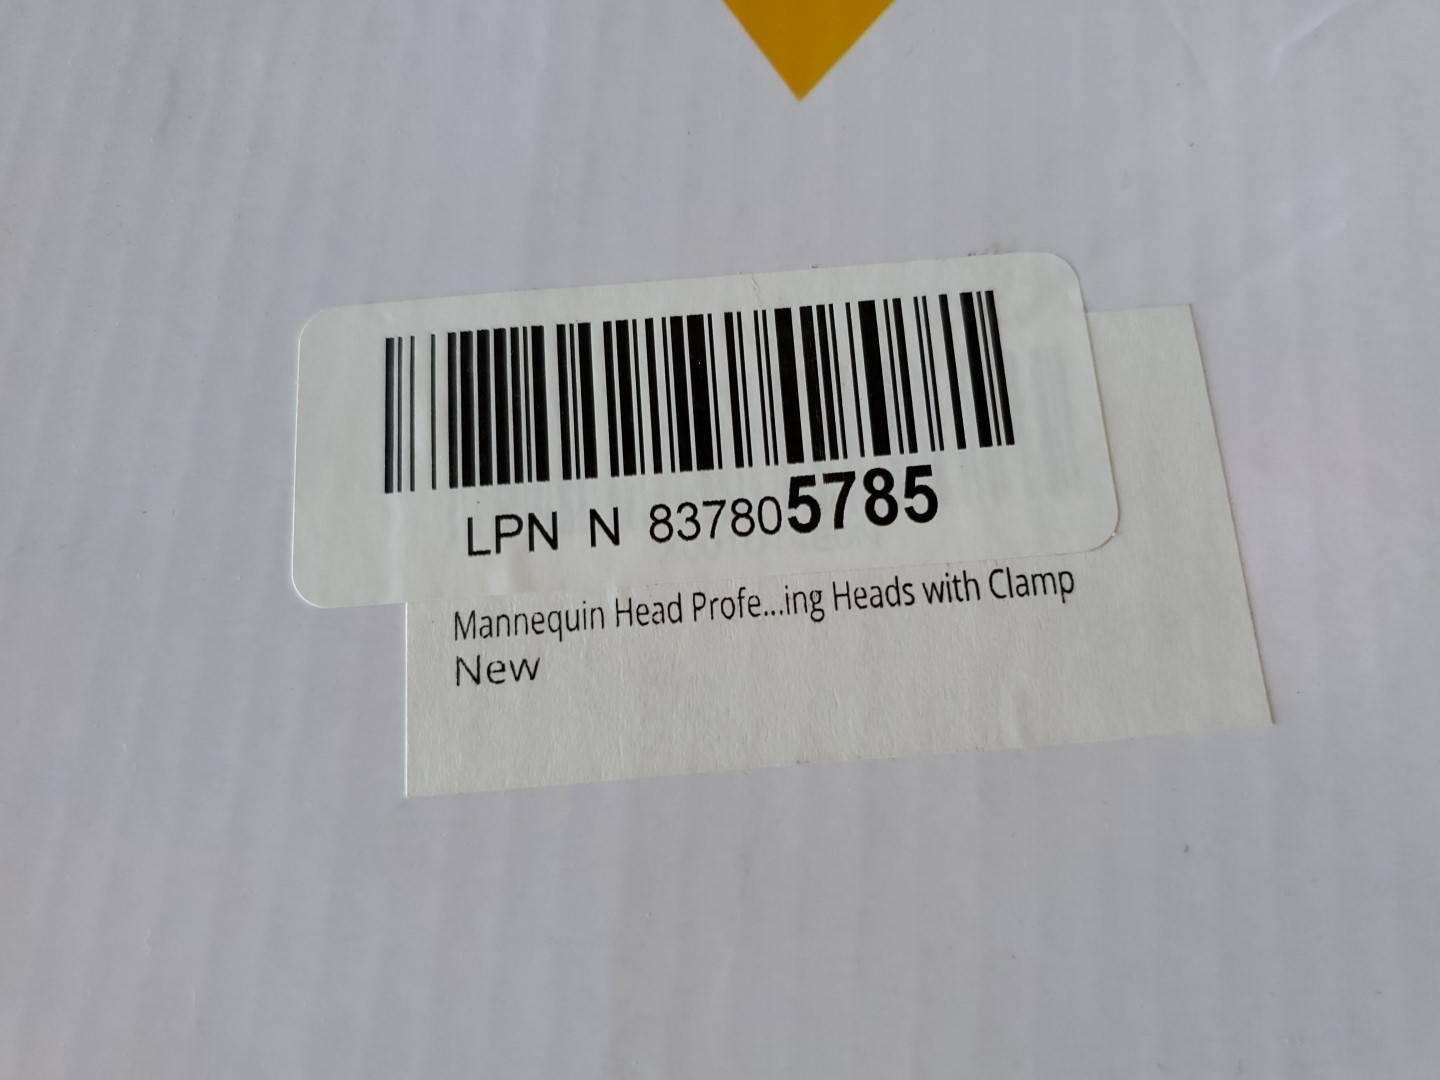 LPN N 837805785
Mannequin Head Profe...ing Heads with Clamp
New